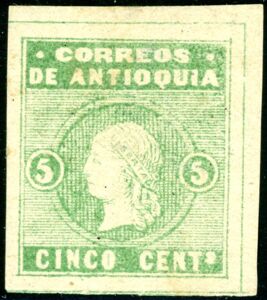 · CORREOS ·
DE ANTIOQUIA
5 5
CINCO CENTS